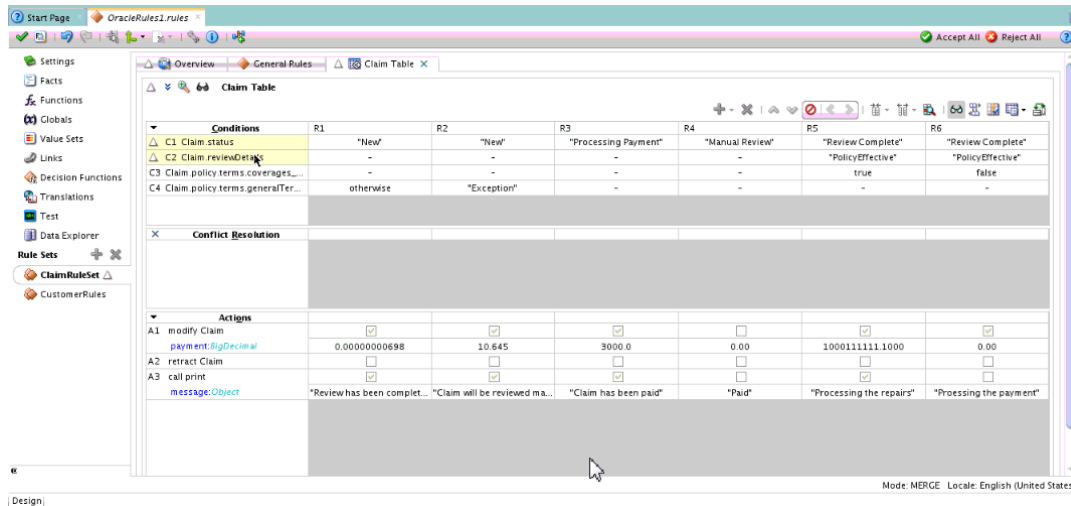 Start Page
OracleRules1.rules
Accept All Reject All
Settings
Facts
Functions
Globals
Value Sets
Links
Decision Functions
Translations
Test
Data Explorer
Rule Sets
ClaimRuleSet
CustomerRules
Overview General Rules Claim Table
Claim Table
Conditions R1 R2 R3 R4 R5 R6
C1 Claim.status "New" "New" "Processing Payment" "Manual Review" "Review Complete" "Review Complete"
C2 Claim.reviewDetails - - - - "PolicyEffective" "PolicyEffective"
C3 Claim.policy.terms.coverages_... - - - - true false
C4 Claim.policy.terms.generalTer... otherwise "Exception" - - - -
Conflict Resolution
Actions
A1 modify Claim
payment:BigDecimal 0.00000000698 10.645 3000.0 0.00 1000111111.1000 0.00
A2 retract Claim
A3 call print
message:Object "Review has been complet... "Claim will be reviewed ma... "Claim has been paid" "Paid" "Processing the repairs" "Proessing the payment"
Mode: MERGE Locale: English (United States
Design